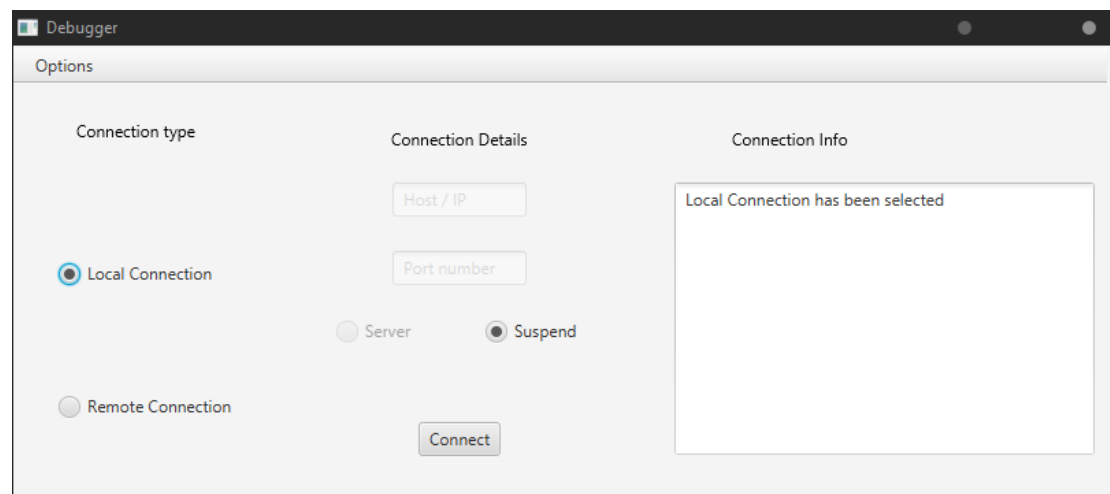 Debugger
Options
Connection type
Connection Details
Connection Info
Host / IP
Local Connection has been selected
Local Connection
Port number
Server
Suspend
Remote Connection
Connect